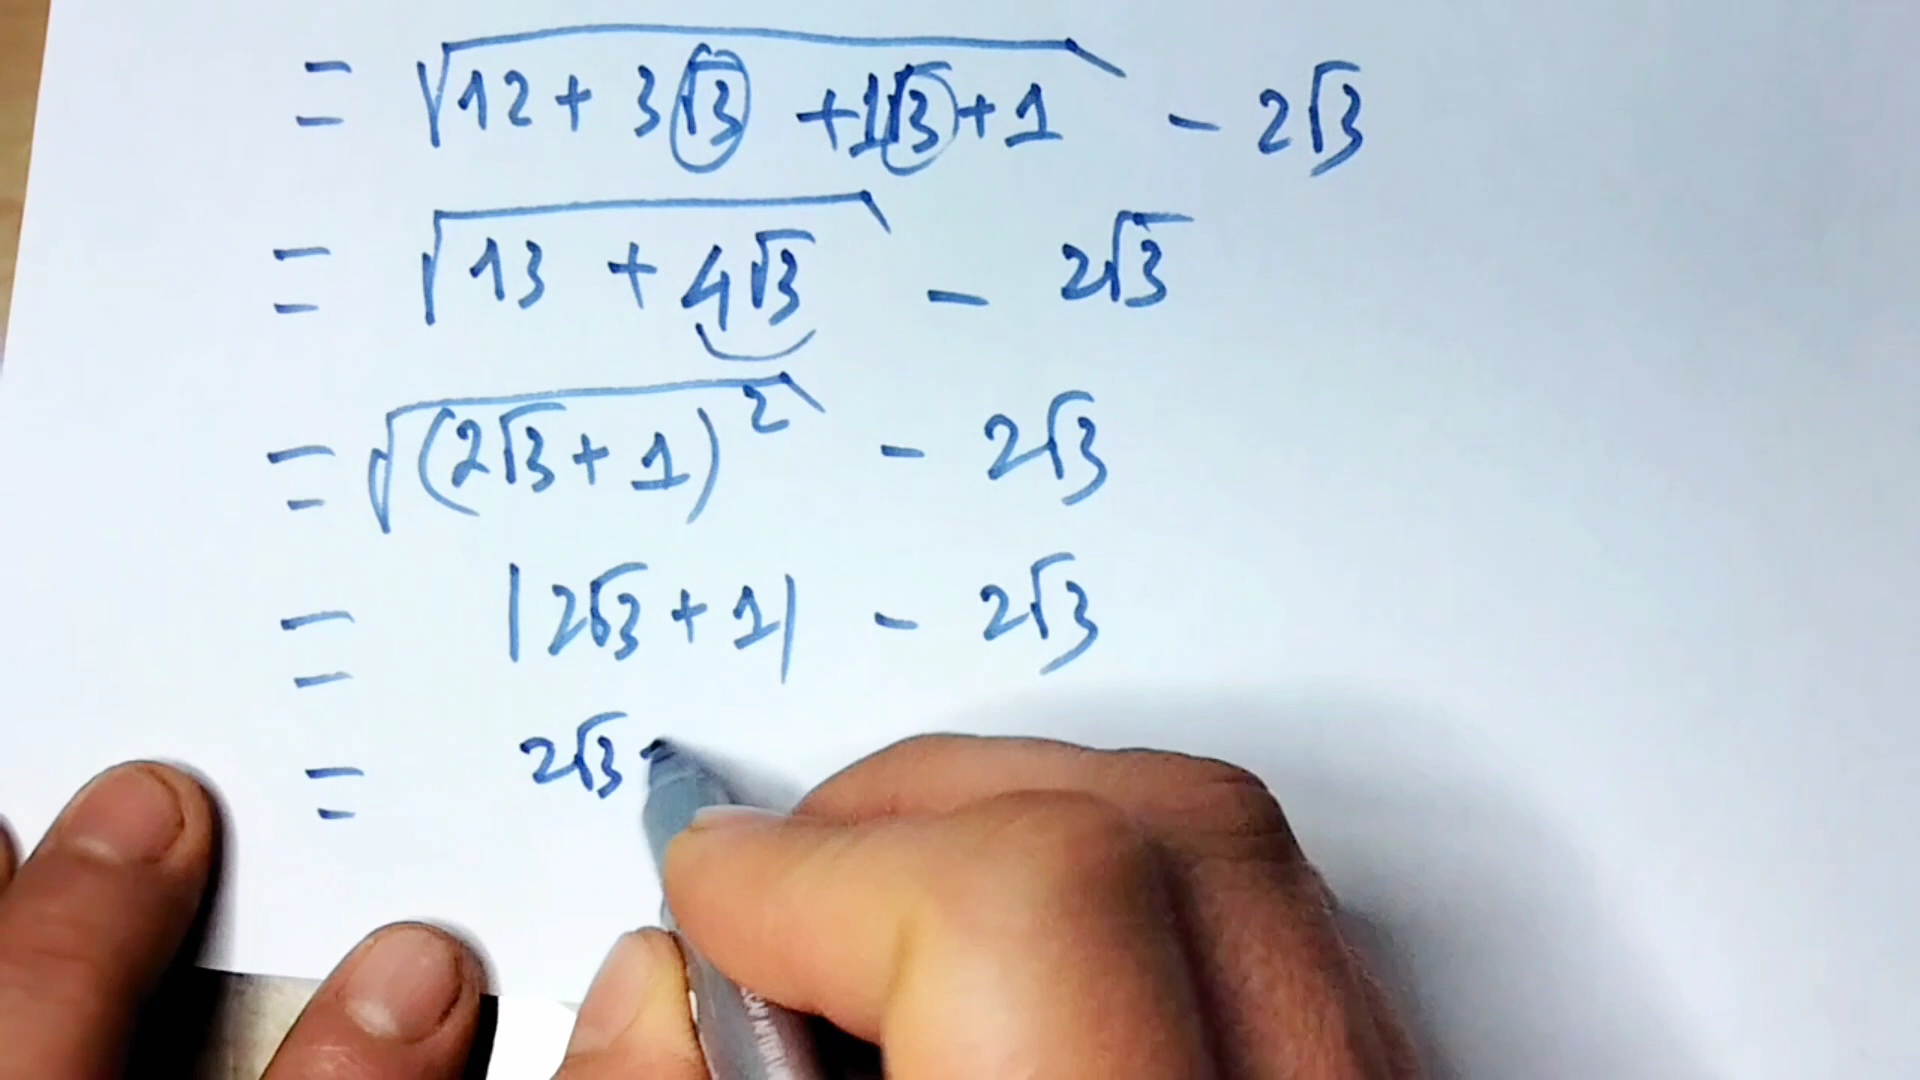 = √(12 + 3√3 + 1√3 + 1) - 2√3
= √(13 + 4√3) - 2√3
= √((2√3 + 1)²) - 2√3
= |2√3 + 1| - 2√3
= 2√3